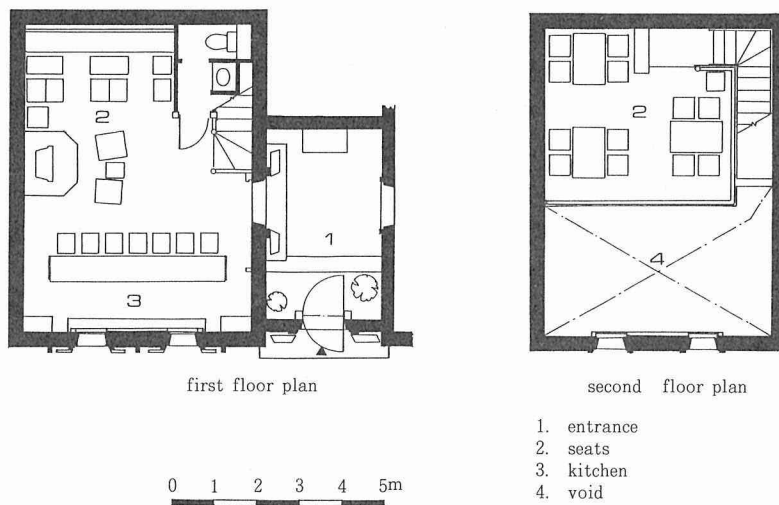 2
1
3
first floor plan
2
4
second floor plan
1. entrance
2. seats
3. kitchen
4. void
0 1 2 3 4 5m